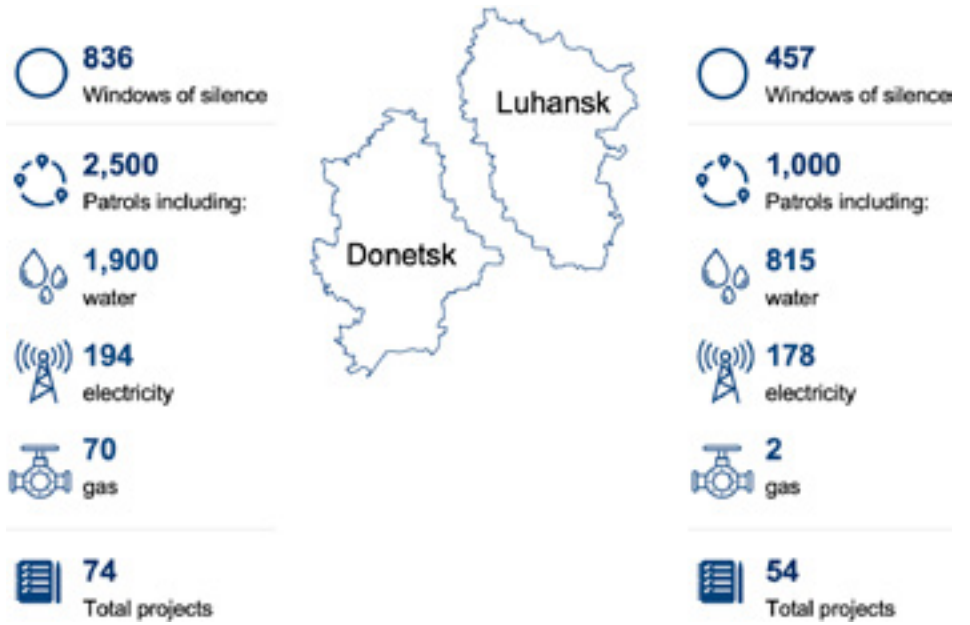 836
Windows of silence
2,500
Patrols including:
1,900
water
194
electricity
70
gas
74
Total projects
Luhansk
Donetsk
457
Windows of silence
1,000
Patrols including:
815
water
178
electricity
2
gas
54
Total projects